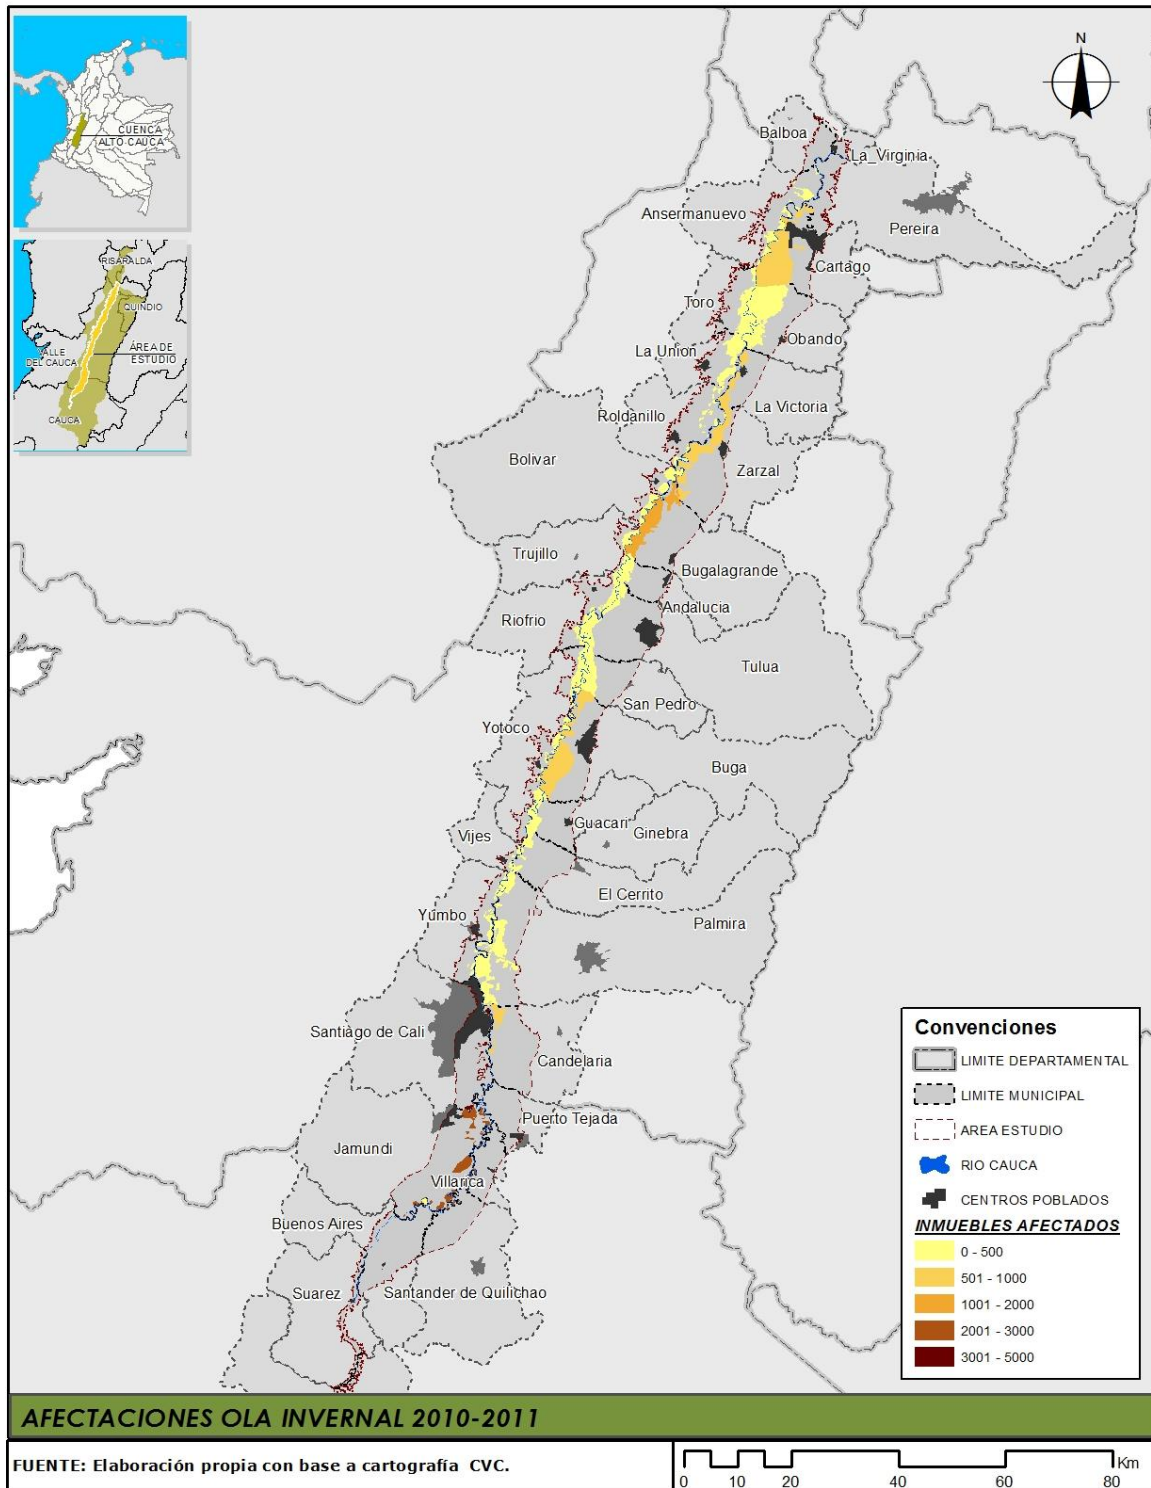 CUENCA
ALTO CAUCA
RISARALDA
QUINDIO
ÁREA DE
ESTUDIO
VALLE
DEL CAUCA
CAUCA
N
Balboa
La_Virginia
Ansermanuevo
Pereira
Cartago
Toro
Obando
La Union
La Victoria
Roldanillo
Bolivar
Zarzal
Trujillo
Bugalagrande
Andalucia
Riofrio
Tulua
San Pedro
Yotoco
Buga
Guacari
Ginebra
Vijes
El Cerrito
Yumbo
Palmira
Santiago de Cali
Candelaria
Puerto Tejada
Jamundi
Villarica
Buenos Aires
Suarez
Santander de Quilichao
Convenciones
LIMITE DEPARTAMENTAL
LIMITE MUNICIPAL
AREA ESTUDIO
RIO CAUCA
CENTROS POBLADOS
INMUEBLES AFECTADOS
0 - 500
501 - 1000
1001 - 2000
2001 - 3000
3001 - 5000
AFECTACIONES OLA INVERNAL 2010-2011
FUENTE: Elaboración propia con base a cartografía CVC.
Km
0 10 20 40 60 80